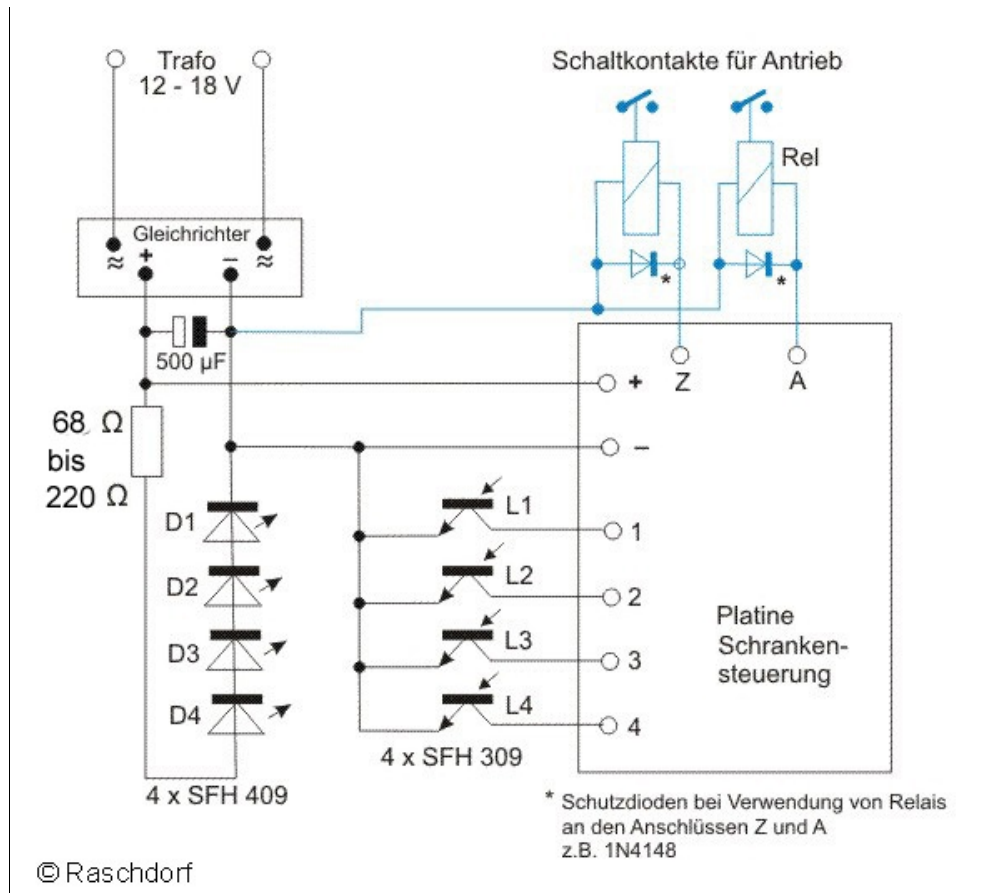 Trafo
12 - 18 V
Schaltkontakte für Antrieb
Rel
Gleichrichter
≈ + − ≈
* *
500 µF
Z A
+
68 Ω
bis
220 Ω
−
D1
L1
1
D2
L2
2
D3
L3
3
D4
L4
4
Platine
Schranken-
steuerung
4 x SFH 309
4 x SFH 409
* Schutzdioden bei Verwendung von Relais
an den Anschlüssen Z und A
z.B. 1N4148
© Raschdorf